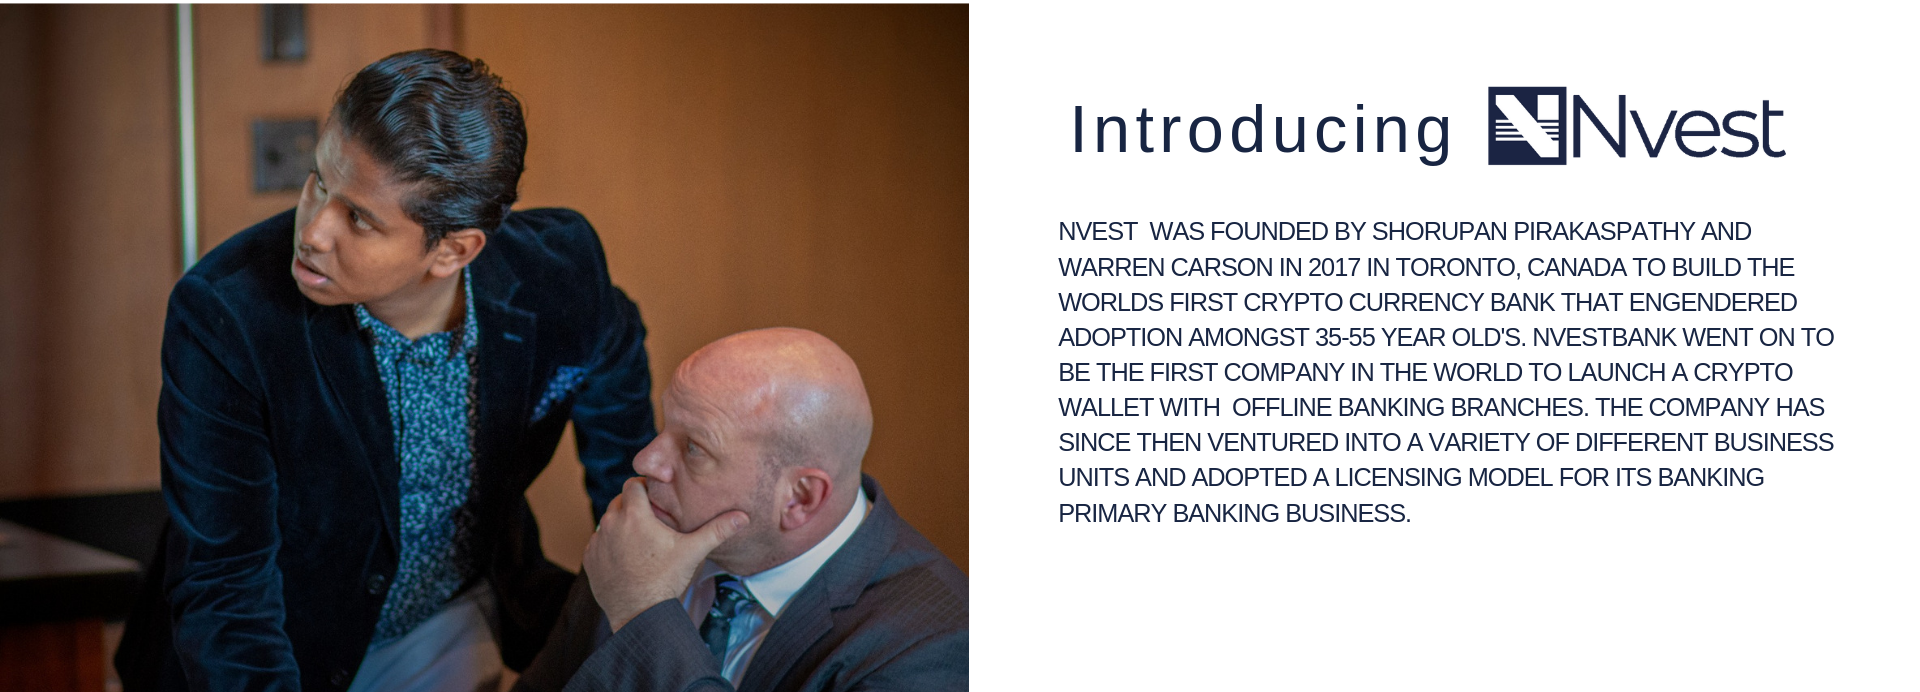 Introducing Nvest
NVEST  WAS FOUNDED BY SHORUPAN PIRAKASPATHY AND
WARREN CARSON IN 2017 IN TORONTO, CANADA TO BUILD THE
WORLDS FIRST CRYPTO CURRENCY BANK THAT ENGENDERED
ADOPTION AMONGST 35-55 YEAR OLD'S. NVESTBANK WENT ON TO
BE THE FIRST COMPANY IN THE WORLD TO LAUNCH A CRYPTO
WALLET WITH  OFFLINE BANKING BRANCHES. THE COMPANY HAS
SINCE THEN VENTURED INTO A VARIETY OF DIFFERENT BUSINESS
UNITS AND ADOPTED A LICENSING MODEL FOR ITS BANKING
PRIMARY BANKING BUSINESS.